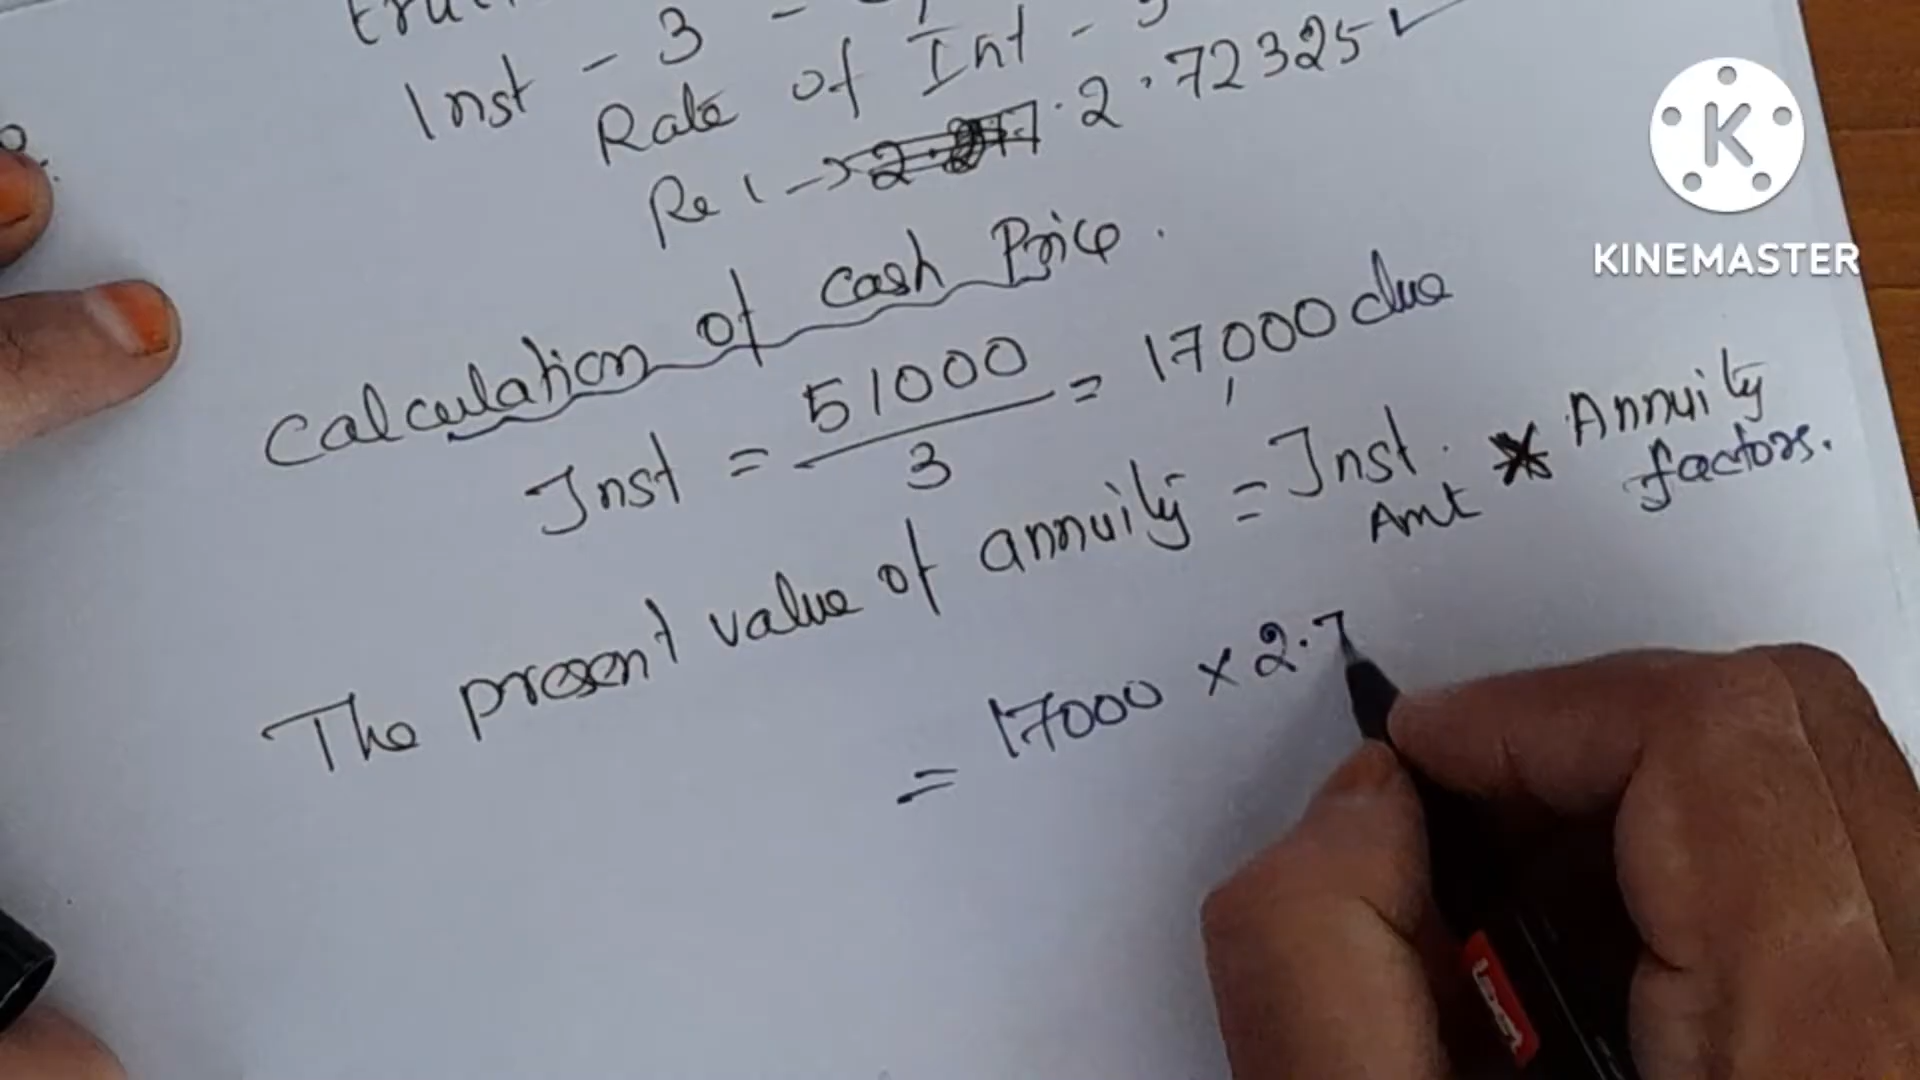 Inst - 3 -
Rate of Int - 5
Re 1 → 2.72325 ✓
K
KINEMASTER
Calculation of Cash Price.
Inst = 51000 / 3 = 17,000 due
The present value of annuity = Inst. Amt * Annuity factors.
= 17000 × 2.7